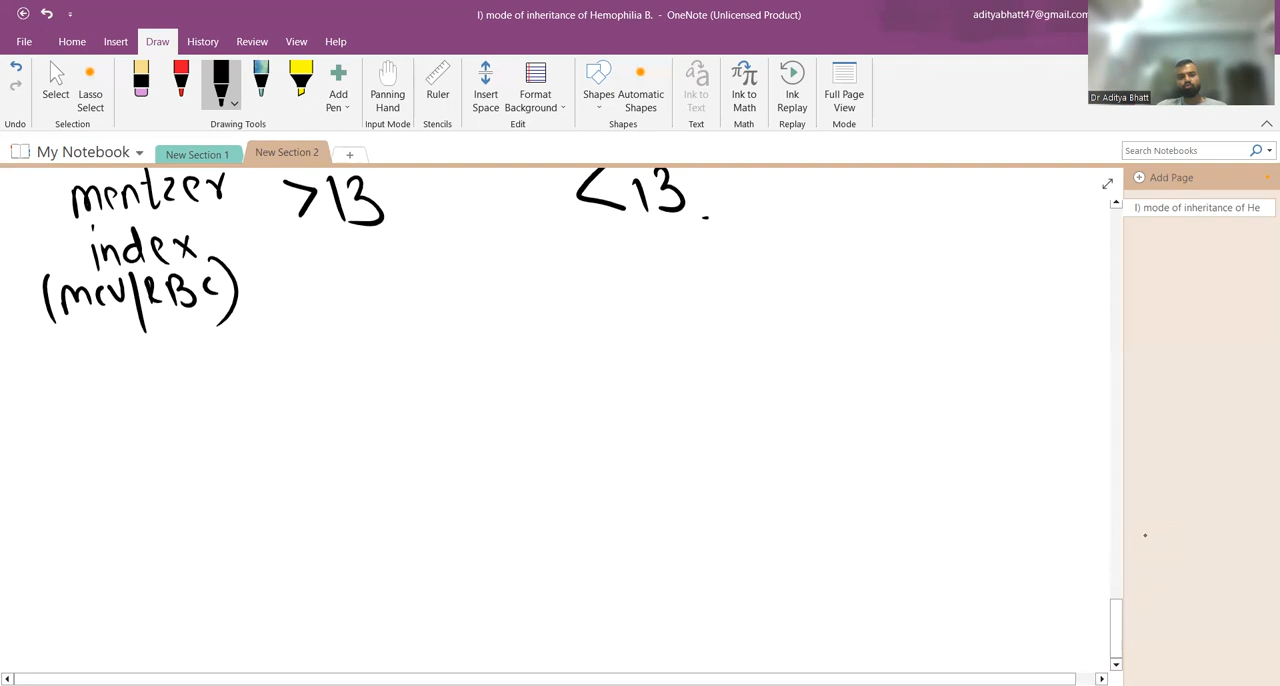 I) mode of inheritance of Hemophilia B. - OneNote (Unlicensed Product)
adityabhatt47@gmail.com
File Home Insert Draw History Review View Help
Dr Aditya Bhatt
Select Lasso Select Add Pen Panning Hand Ruler Insert Space Format Background Shapes Automatic Shapes Ink to Text Ink to Math Ink Replay Full Page View
Undo Selection Drawing Tools Input Mode Stencils Edit Shapes Text Math Replay Mode
My Notebook New Section 1 New Section 2 + Search Notebooks
Add Page
I) mode of inheritance of He
mentzer >13 <13.
index
(mcv/RBC)